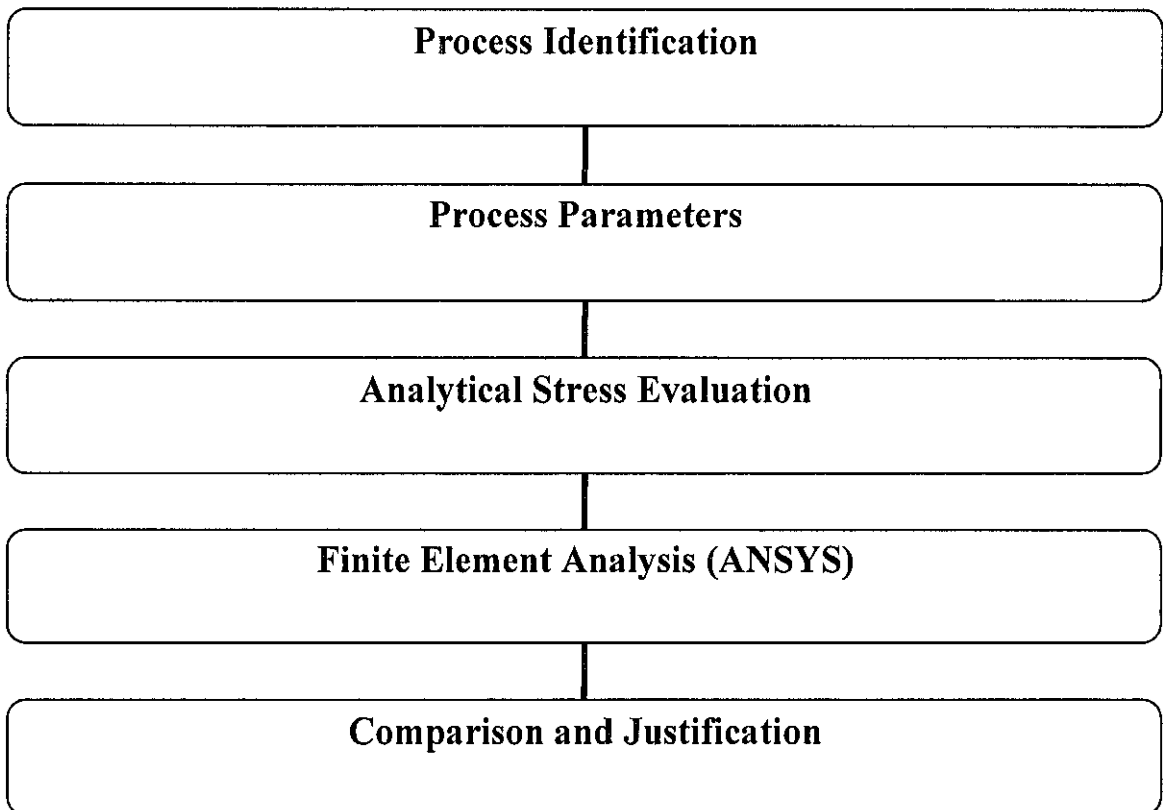 Process Identification
Process Parameters
Analytical Stress Evaluation
Finite Element Analysis (ANSYS)
Comparison and Justification